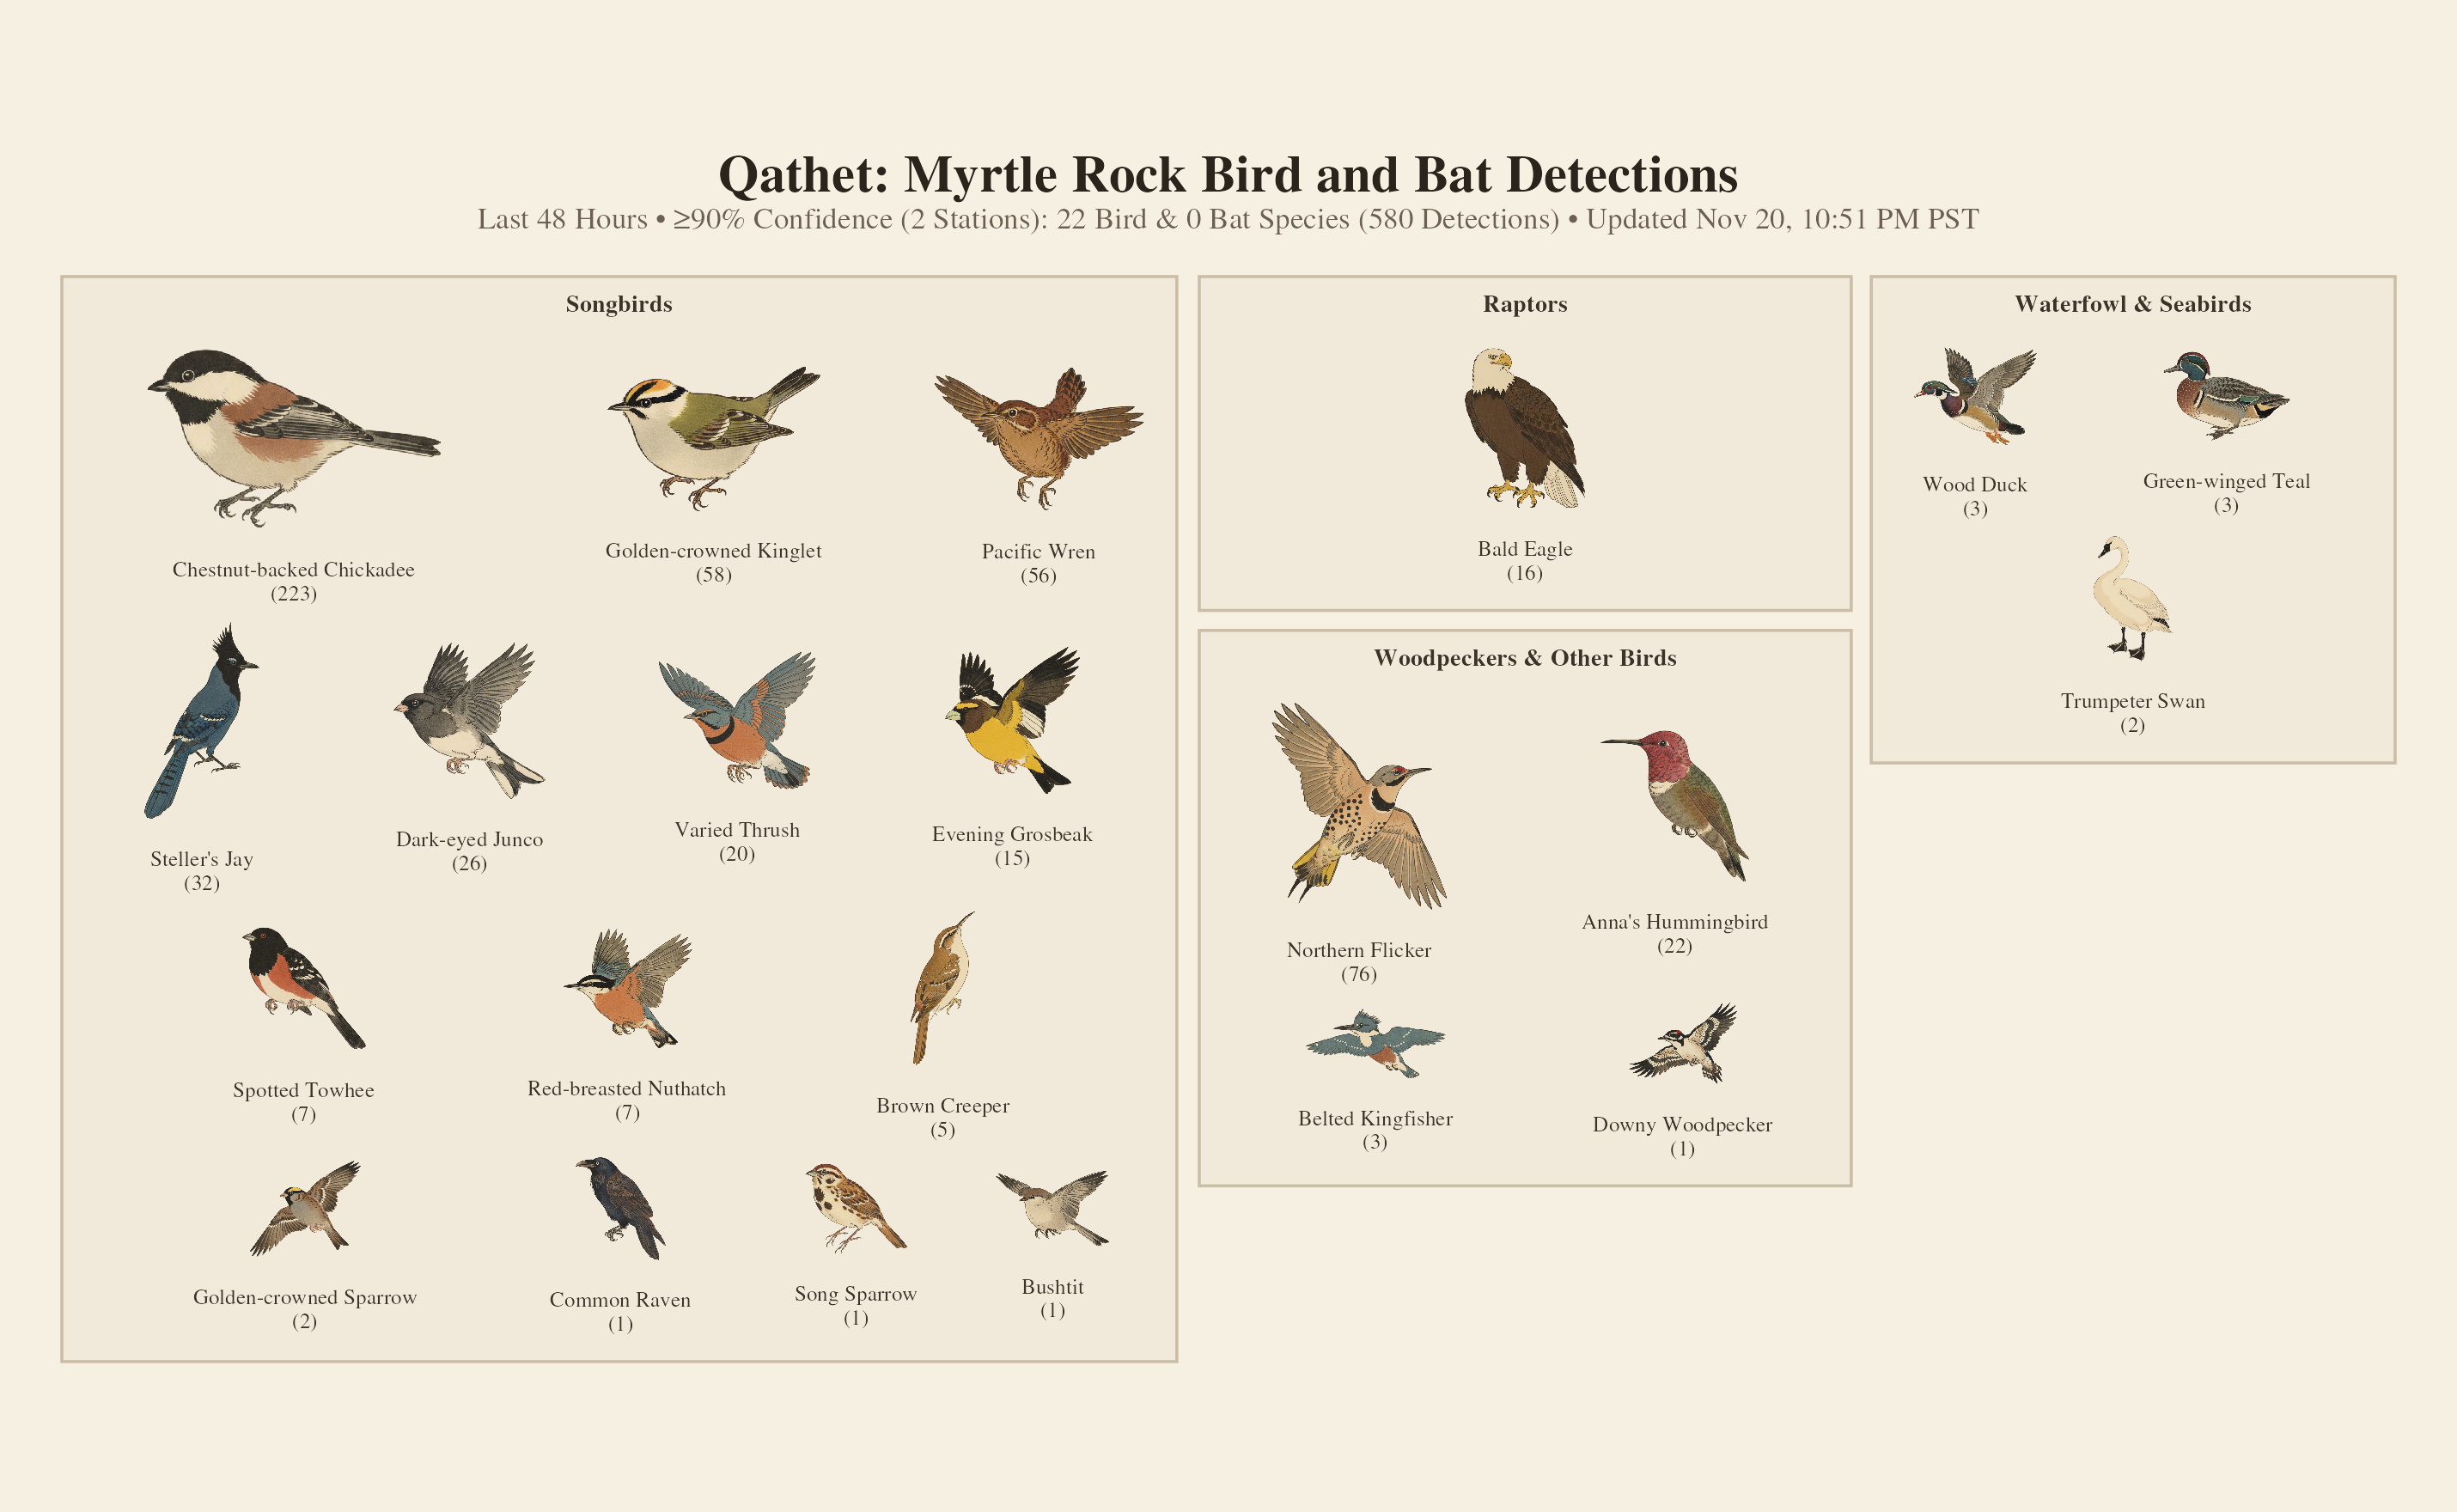 Qathet: Myrtle Rock Bird and Bat Detections
Last 48 Hours • ≥90% Confidence (2 Stations): 22 Bird & 0 Bat Species (580 Detections) • Updated Nov 20, 10:51 PM PST
Songbirds
Chestnut-backed Chickadee
(223)
Golden-crowned Kinglet
(58)
Pacific Wren
(56)
Steller's Jay
(32)
Dark-eyed Junco
(26)
Varied Thrush
(20)
Evening Grosbeak
(15)
Spotted Towhee
(7)
Red-breasted Nuthatch
(7)
Brown Creeper
(5)
Golden-crowned Sparrow
(2)
Common Raven
(1)
Song Sparrow
(1)
Bushtit
(1)
Raptors
Bald Eagle
(16)
Woodpeckers & Other Birds
Northern Flicker
(76)
Anna's Hummingbird
(22)
Belted Kingfisher
(3)
Downy Woodpecker
(1)
Waterfowl & Seabirds
Wood Duck
(3)
Green-winged Teal
(3)
Trumpeter Swan
(2)